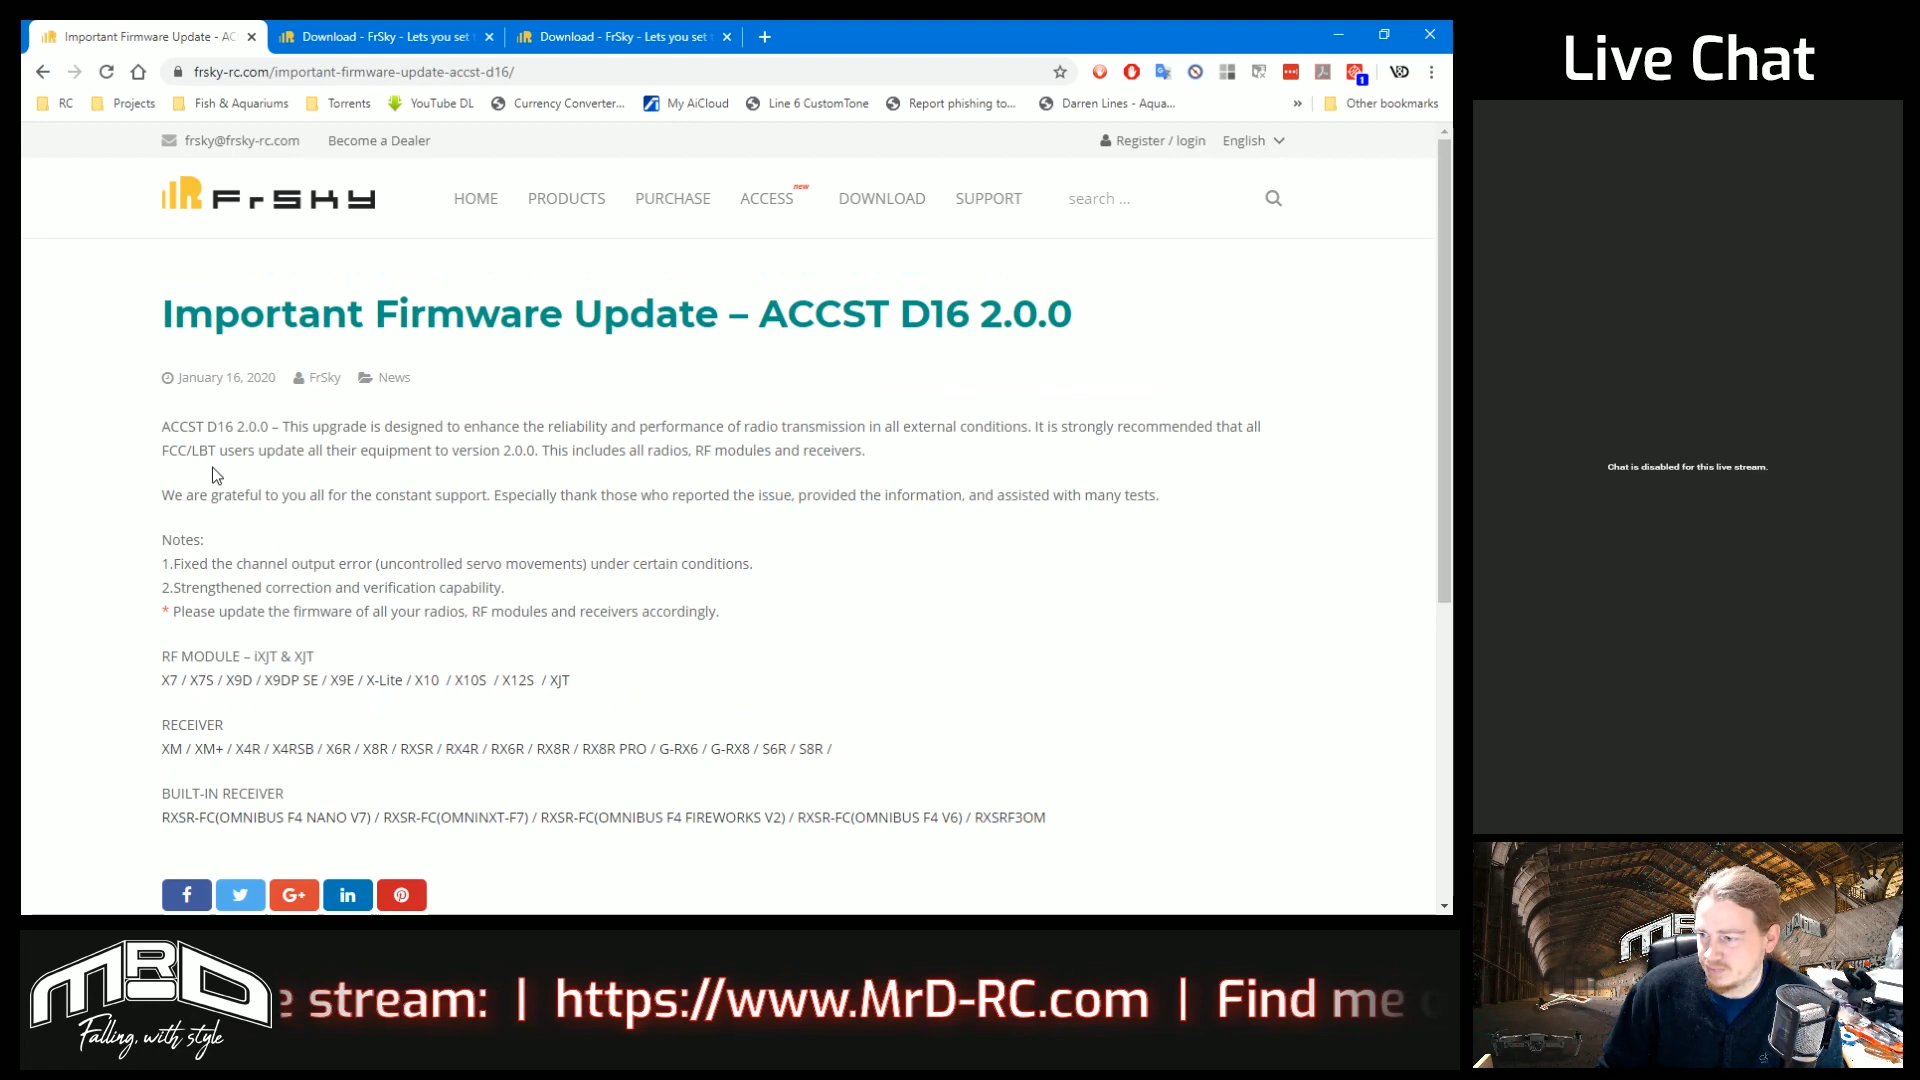 Important Firmware Update - AC
Download - FrSky - Lets you set
Download - FrSky - Lets you set
Live Chat
frsky-rc.com/important-firmware-update-accst-d16/
RC
Projects
Fish & Aquariums
Torrents
YouTube DL
Currency Converter...
My AiCloud
Line 6 CustomTone
Report phishing to...
Darren Lines - Aqua...
»
Other bookmarks
frsky@frsky-rc.com
Become a Dealer
Register / login
English
FrSky
HOME
PRODUCTS
PURCHASE
ACCESS new
DOWNLOAD
SUPPORT
search ...
Important Firmware Update – ACCST D16 2.0.0
January 16, 2020
FrSky
News
ACCST D16 2.0.0 – This upgrade is designed to enhance the reliability and performance of radio transmission in all external conditions. It is strongly recommended that all
FCC/LBT users update all their equipment to version 2.0.0. This includes all radios, RF modules and receivers.
We are grateful to you all for the constant support. Especially thank those who reported the issue, provided the information, and assisted with many tests.
Notes:
1.Fixed the channel output error (uncontrolled servo movements) under certain conditions.
2.Strengthened correction and verification capability.
* Please update the firmware of all your radios, RF modules and receivers accordingly.
RF MODULE – iXJT & XJT
X7 / X7S / X9D / X9DP SE / X9E / X-Lite / X10 / X10S / X12S / XJT
RECEIVER
XM / XM+ / X4R / X4RSB / X6R / X8R / RXSR / RX4R / RX6R / RX8R / RX8R PRO / G-RX6 / G-RX8 / S6R / S8R /
BUILT-IN RECEIVER
RXSR-FC(OMNIBUS F4 NANO V7) / RXSR-FC(OMNINXT-F7) / RXSR-FC(OMNIBUS F4 FIREWORKS V2) / RXSR-FC(OMNIBUS F4 V6) / RXSRF3OM
f
G+
in
Chat is disabled for this live stream.
MRD
Falling, with style
e stream: | https://www.MrD-RC.com | Find me